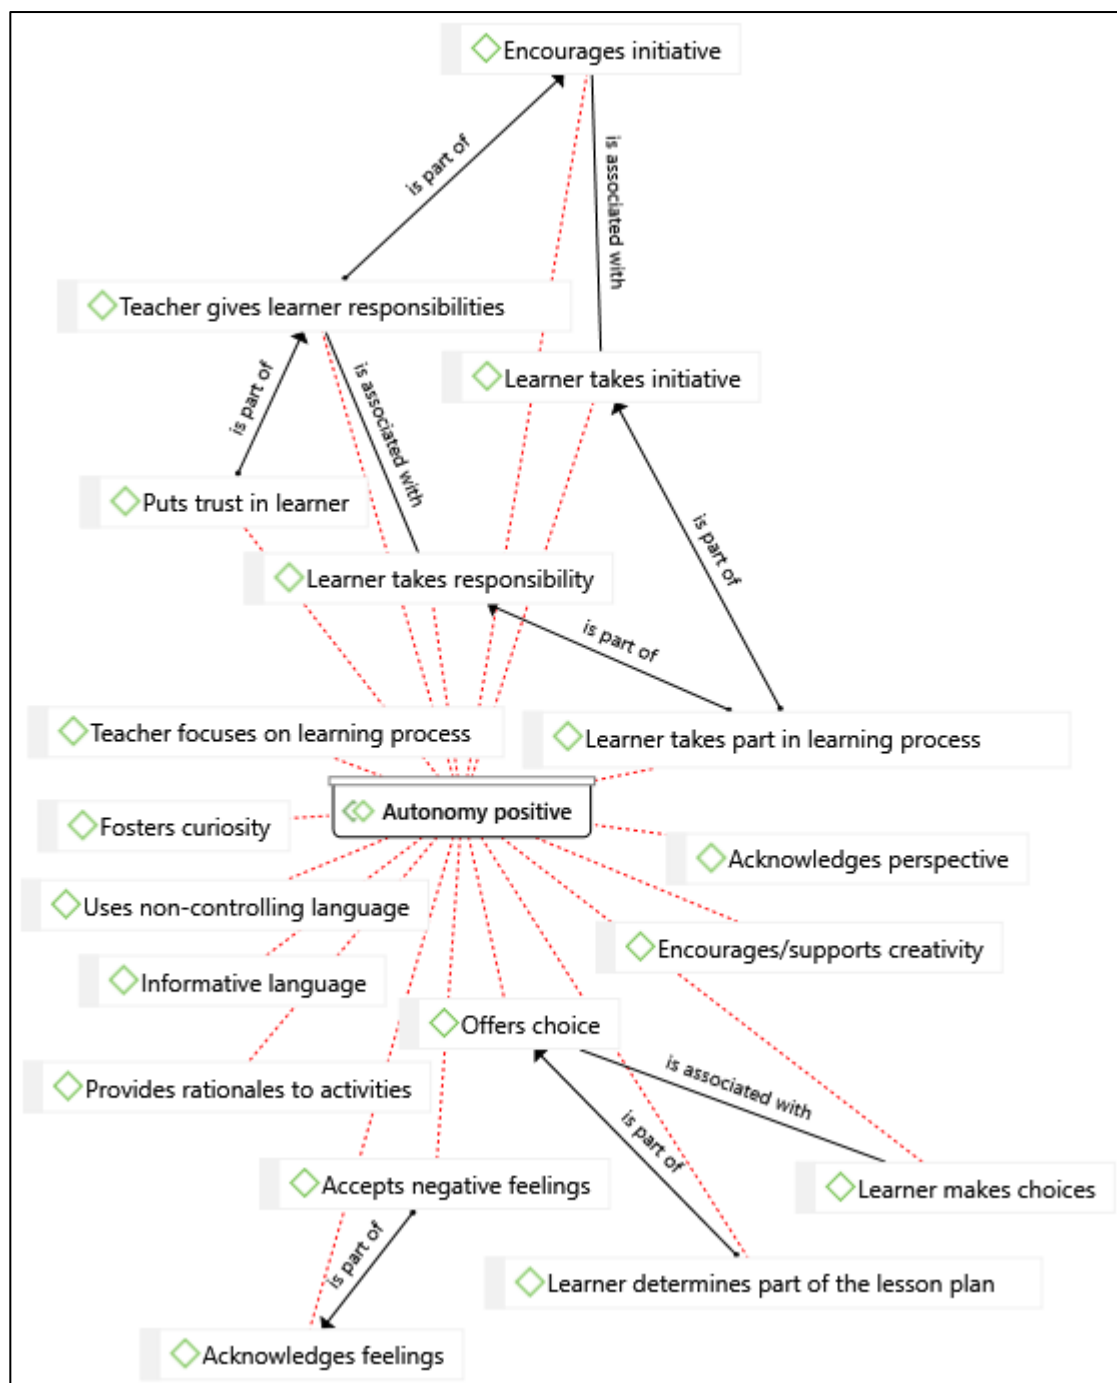 Encourages initiative
is part of
is associated with
Teacher gives learner responsibilities
is part of
is associated with
Learner takes initiative
Puts trust in learner
is part of
Learner takes responsibility
is part of
Teacher focuses on learning process
Learner takes part in learning process
Autonomy positive
Fosters curiosity
Acknowledges perspective
Uses non-controlling language
Encourages/supports creativity
Informative language
Offers choice
is associated with
Provides rationales to activities
is part of
Accepts negative feelings
Learner makes choices
is part of
Learner determines part of the lesson plan
Acknowledges feelings